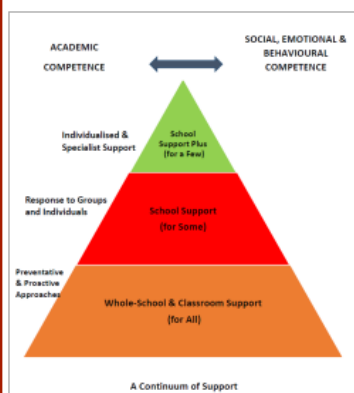 ACADEMIC
COMPETENCE
SOCIAL, EMOTIONAL &
BEHAVIOURAL
COMPETENCE
Individualised &
Specialist Support
School
Support Plus
(for a Few)
Response to Groups
and Individuals
School Support
(for Some)
Preventative
& Proactive
Approaches
Whole-School & Classroom Support
(for All)
A Continuum of Support